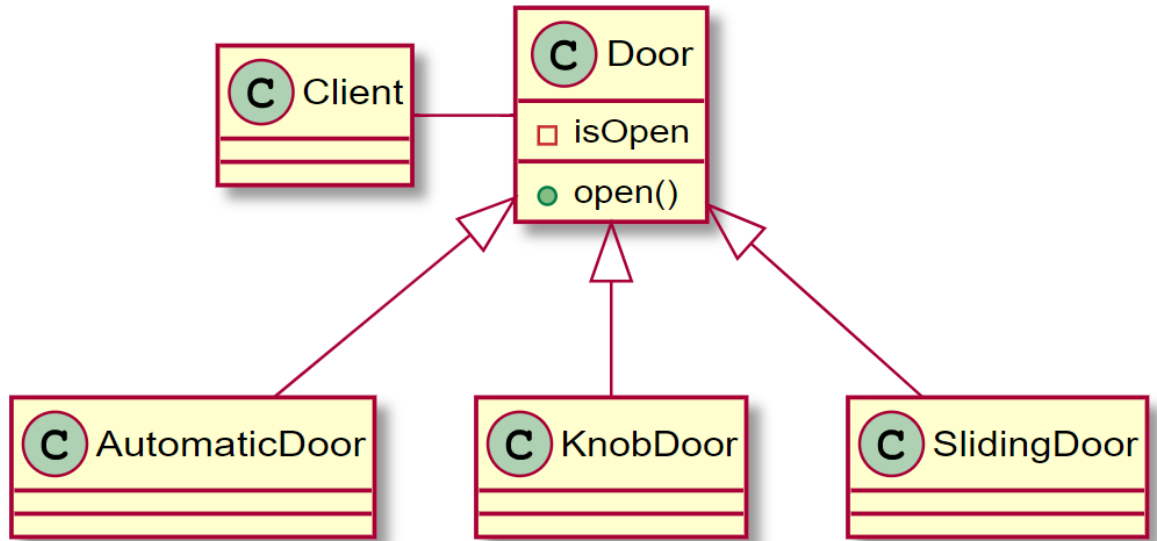 C Client
C Door
isOpen
open()
C AutomaticDoor
C KnobDoor
C SlidingDoor